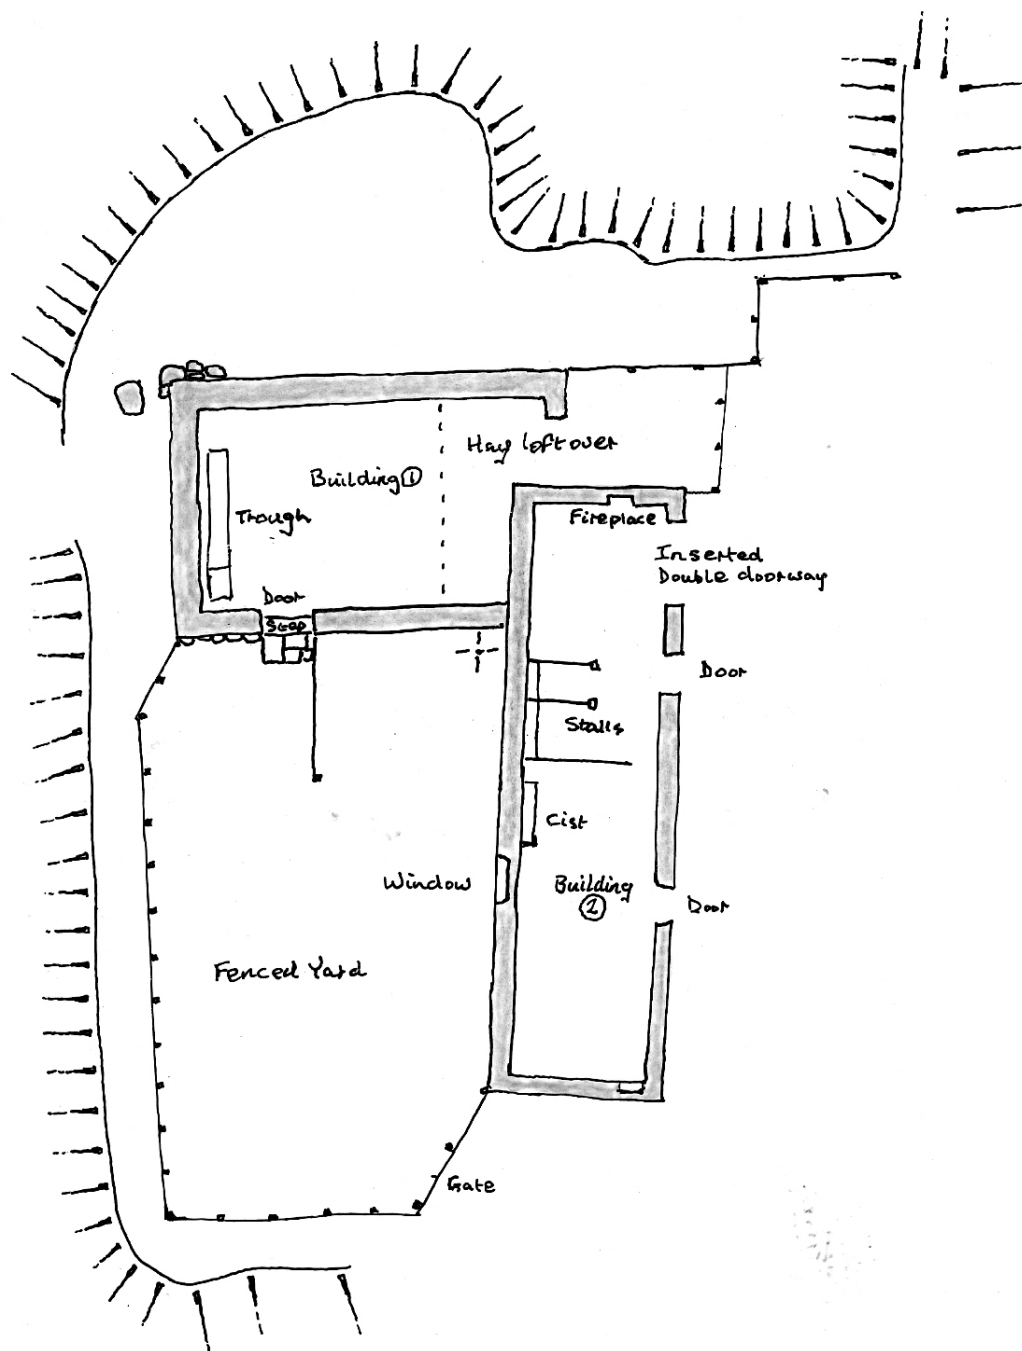 Hay loft over
Building ①
Trough
Fireplace
Inserted
Double doorway
Door
Step
Door
Stalls
Cist
Window
Building
②
Door
Fenced Yard
Gate